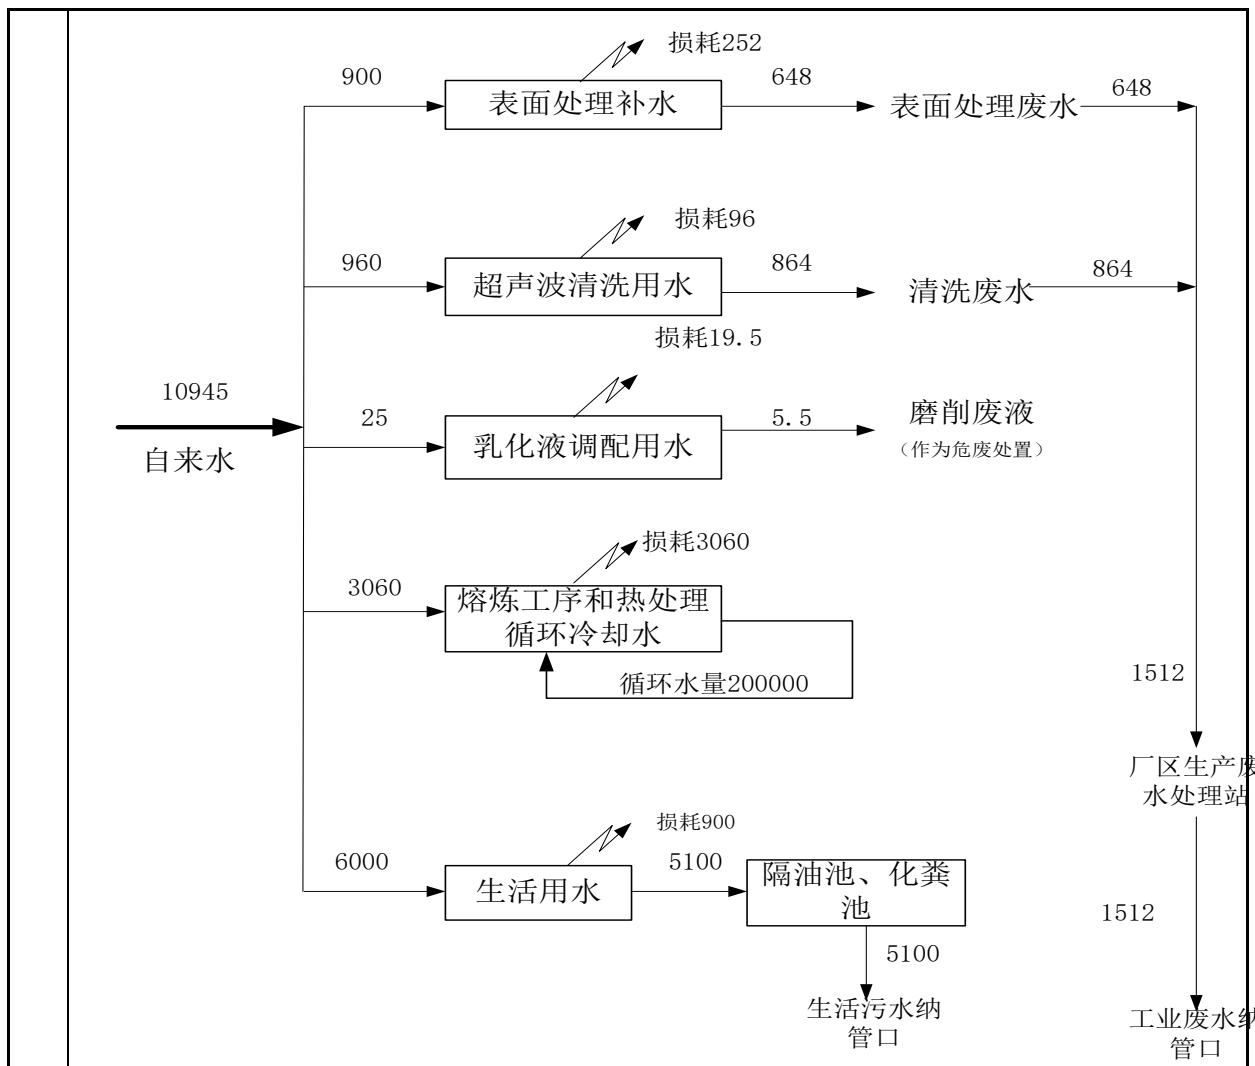 损耗252
900
648
表面处理补水
表面处理废水
648
损耗96
960
864
超声波清洗用水
清洗废水
864
损耗19.5
10945
自来水
25
5.5
乳化液调配用水
磨削废液
（作为危废处置）
损耗3060
3060
熔炼工序和热处理
循环冷却水
循环水量200000
1512
厂区生产废
水处理站
损耗900
6000
5100
生活用水
隔油池、化粪
池
1512
5100
生活污水纳
管口
工业废水纳
管口